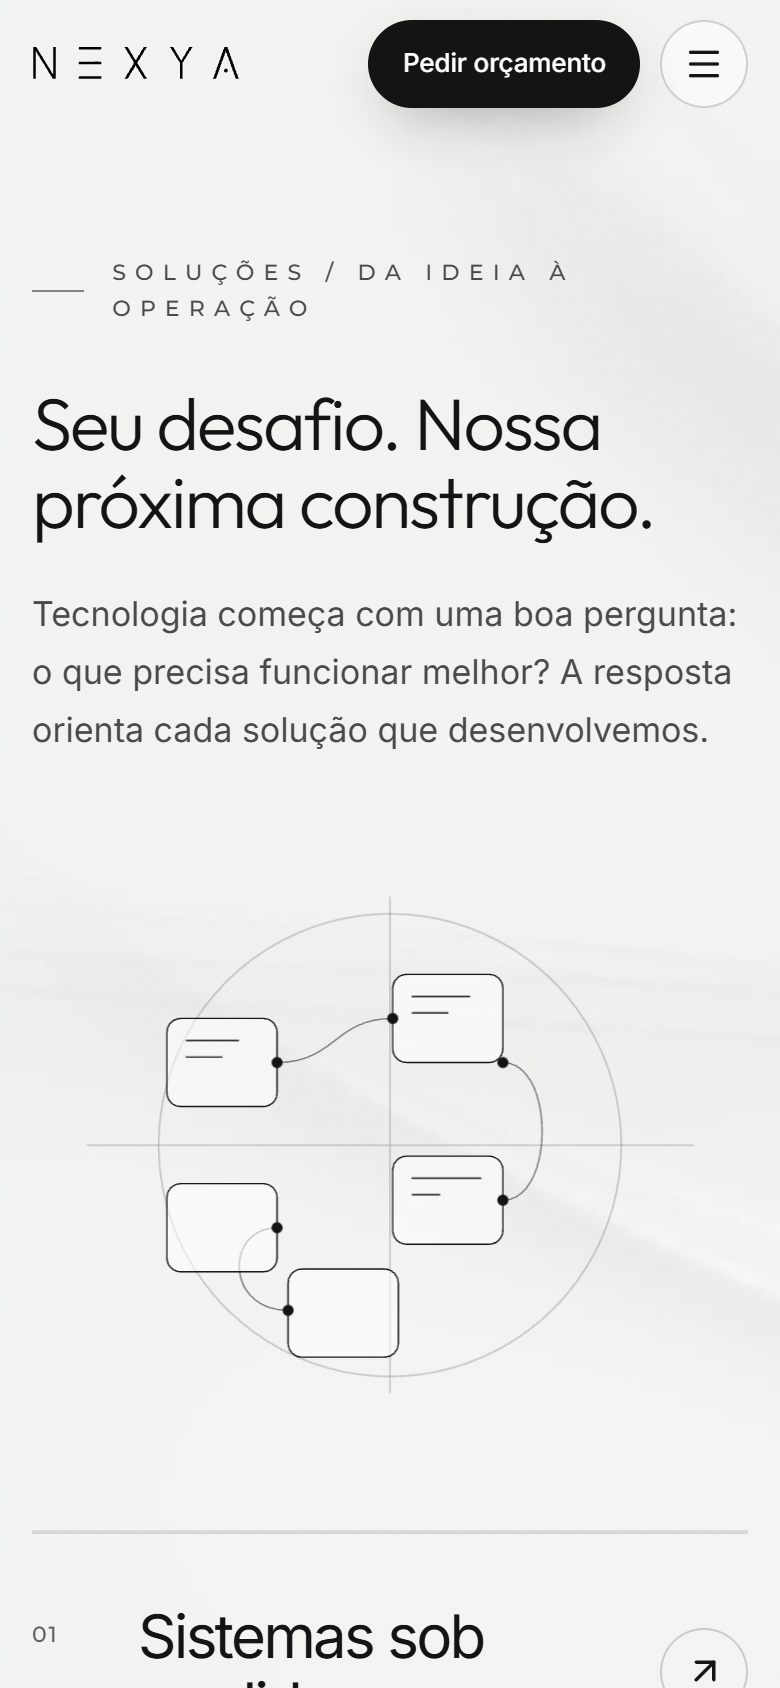 NEXYA
Pedir orçamento
SOLUÇÕES / DA IDEIA À
OPERAÇÃO
Seu desafio. Nossa
próxima construção.
Tecnologia começa com uma boa pergunta:
o que precisa funcionar melhor? A resposta
orienta cada solução que desenvolvemos.
01
Sistemas sob